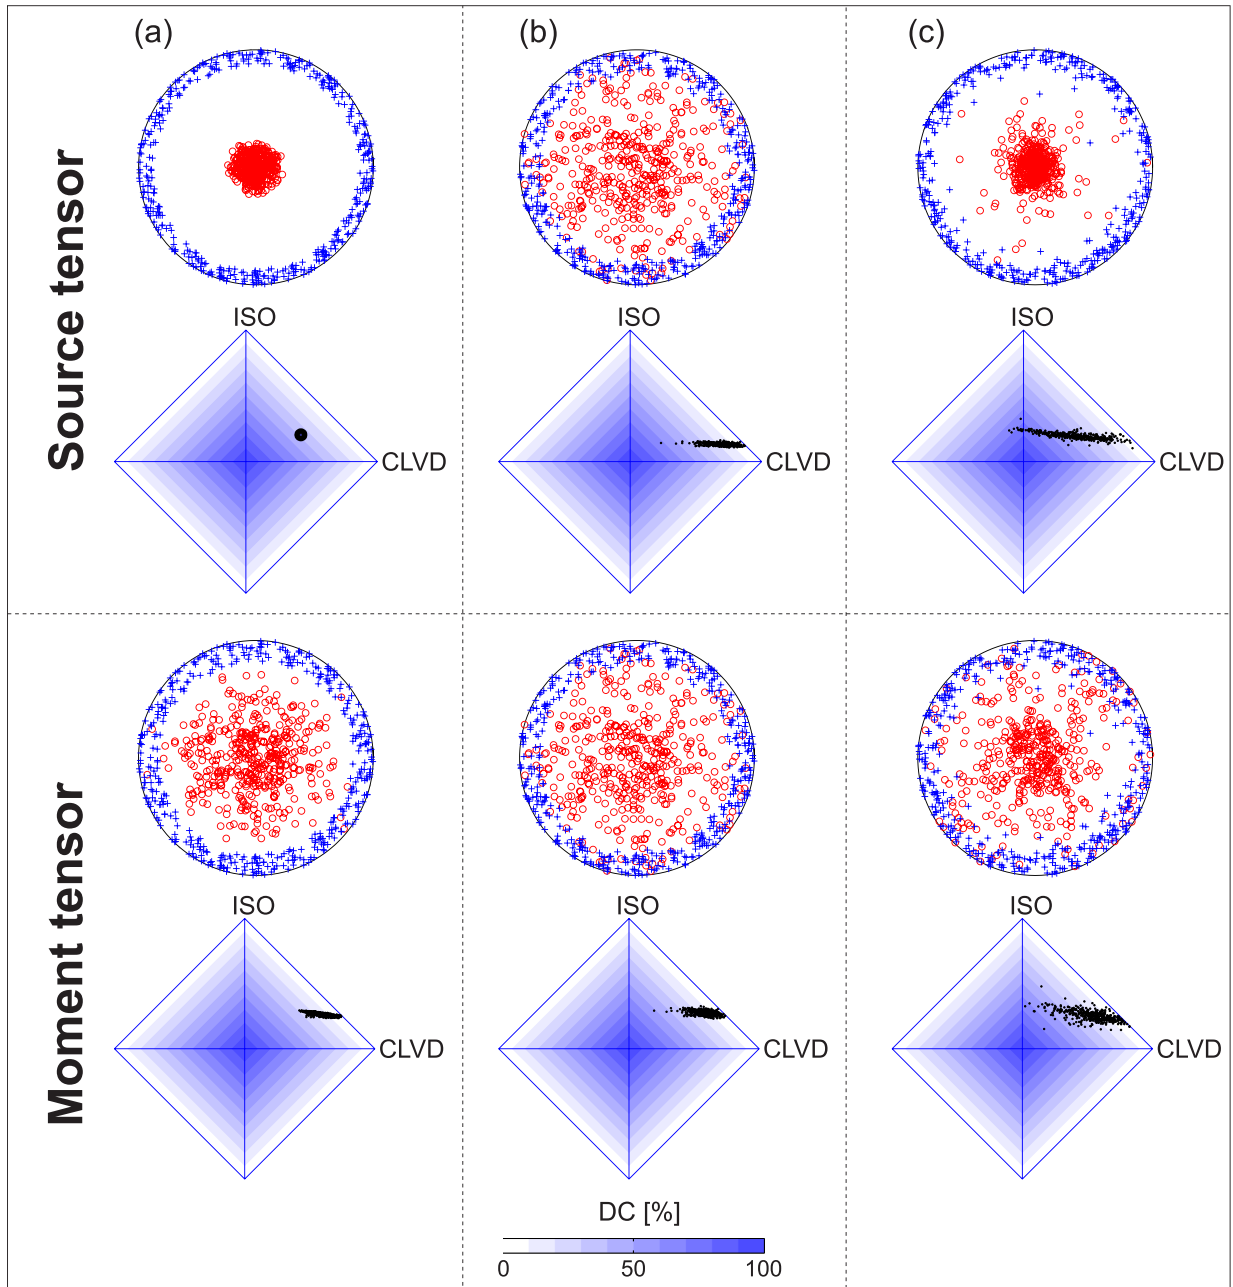 (a)
(b)
(c)
Source tensor
ISO
ISO
ISO
CLVD
CLVD
CLVD
Moment tensor
ISO
ISO
ISO
CLVD
CLVD
CLVD
DC [%]
0
50
100